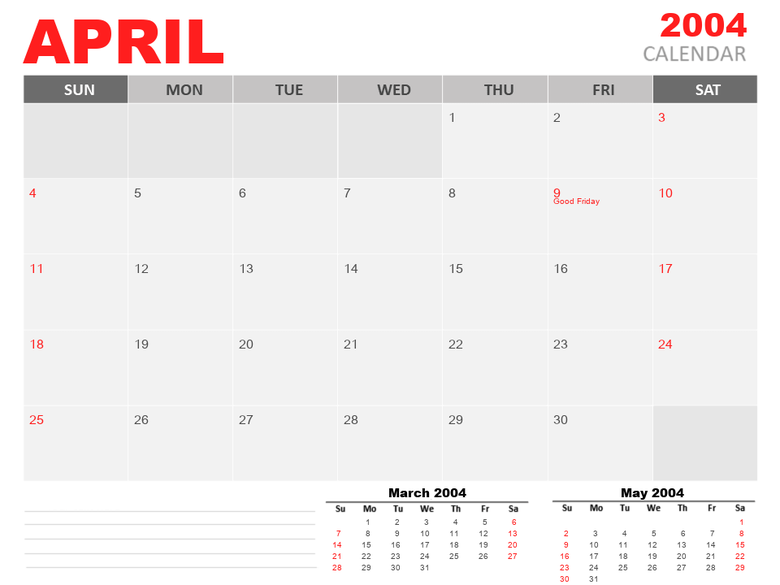 APRIL
2004
CALENDAR
SUN MON TUE WED THU FRI SAT
1 2 3
4 5 6 7 8 9 10
Good Friday
11 12 13 14 15 16 17
18 19 20 21 22 23 24
25 26 27 28 29 30
March 2004
Su Mo Tu We Th Fr Sa
1 2 3 4 5 6
7 8 9 10 11 12 13
14 15 16 17 18 19 20
21 22 23 24 25 26 27
28 29 30 31
May 2004
Su Mo Tu We Th Fr Sa
1
2 3 4 5 6 7 8
9 10 11 12 13 14 15
16 17 18 19 20 21 22
23 24 25 26 27 28 29
30 31